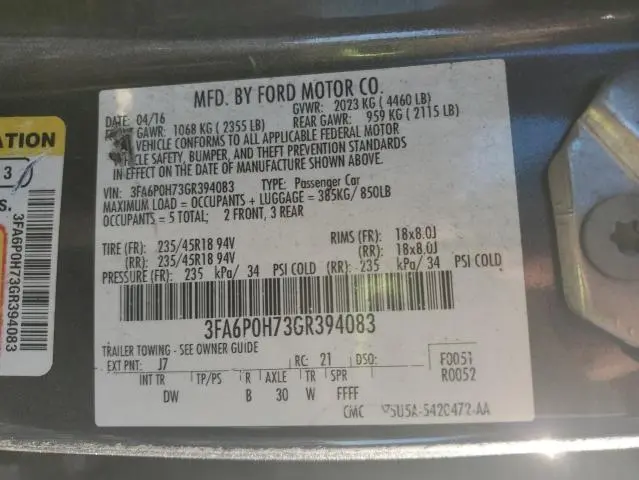 MFD. BY FORD MOTOR CO.
DATE: 04/16 GVWR: 2023 KG ( 4460 LB)
GAWR: 1068 KG ( 2355 LB) REAR GAWR: 959 KG ( 2115 LB)
VEHICLE CONFORMS TO ALL APPLICABLE FEDERAL MOTOR
VEHICLE SAFETY, BUMPER, AND THEFT PREVENTION STANDARDS
IN EFFECT ON THE DATE OF MANUFACTURE SHOWN ABOVE.
VIN: 3FA6P0H73GR394083 TYPE: Passenger Car
MAXIMUM LOAD = OCCUPANTS + LUGGAGE = 385KG/ 850LB
OCCUPANTS = 5 TOTAL; 2 FRONT, 3 REAR
TIRE (FR): 235/45R18 94V RIMS (FR): 18x8.0J
(RR): 235/45R18 94V (RR): 18x8.0J
PRESSURE (FR): 235 kPa/ 34 PSI COLD (RR): 235 kPa/ 34 PSI COLD
3FA6P0H73GR394083
TRAILER TOWING - SEE OWNER GUIDE
EXT PNT: J7 RC: 21 DSO: F0051
R0052
INT TR TP/PS R AXLE TR SPR
DW B 30 W FFFF
CMC 5U5A-5420472-AA
ATION
3
S.
3FA6P0H73GR394083